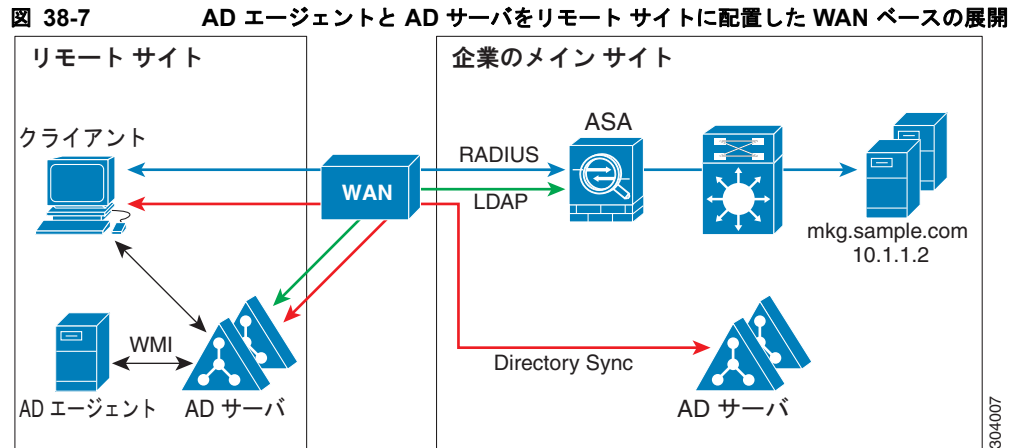 図 38-7 AD エージェントと AD サーバをリモート サイトに配置した WAN ベースの展開
リモート サイト
企業のメイン サイト
クライアント
ASA
RADIUS
WAN
LDAP
mkg.sample.com
10.1.1.2
WMI
Directory Sync
AD エージェント
AD サーバ
AD サーバ
304007